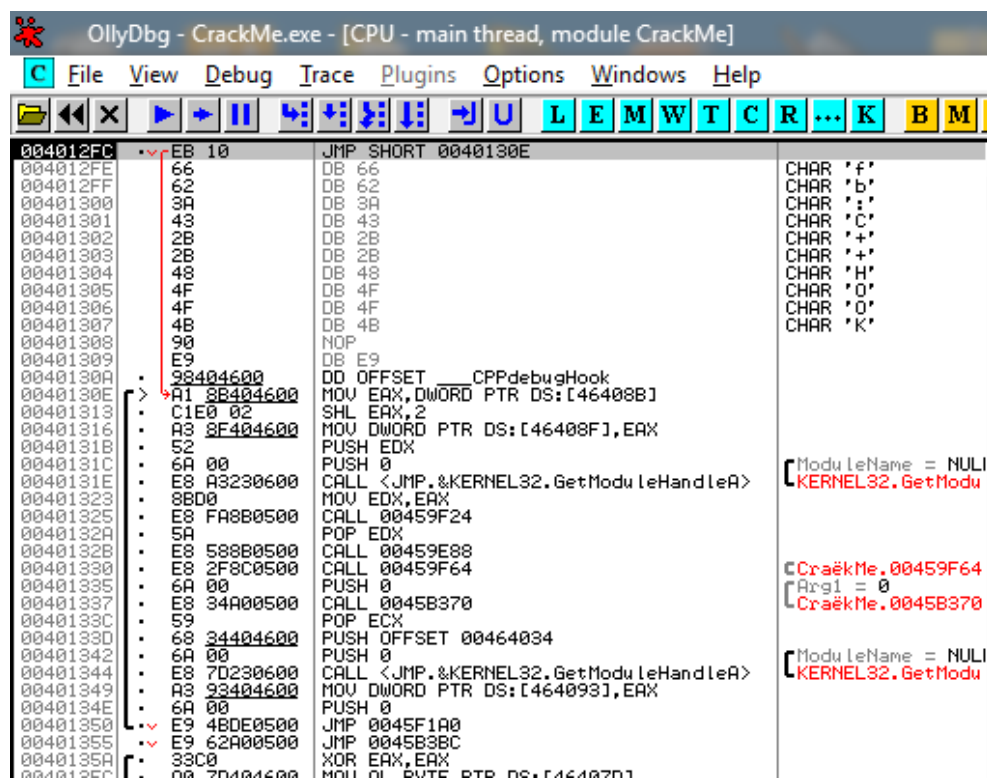 OllyDbg - CrackMe.exe - [CPU - main thread, module CrackMe]
C File View Debug Trace Plugins Options Windows Help
L E M W T C R ... K B M
004012FC EB 10 JMP SHORT 0040130E
004012FE 66 DB 66 CHAR 'f'
004012FF 62 DB 62 CHAR 'b'
00401300 3A DB 3A CHAR ':'
00401301 43 DB 43 CHAR 'C'
00401302 2B DB 2B CHAR '+'
00401303 2B DB 2B CHAR '+'
00401304 48 DB 48 CHAR 'H'
00401305 4F DB 4F CHAR 'O'
00401306 4F DB 4F CHAR 'O'
00401307 4B DB 4B CHAR 'K'
00401308 90 NOP
00401309 E9 DB E9
0040130A . 98404600 DD OFFSET ___CPPdebugHook
0040130E > A1 8B404600 MOV EAX,DWORD PTR DS:[46408B]
00401313 . C1E0 02 SHL EAX,2
00401316 . A3 8F404600 MOV DWORD PTR DS:[46408F],EAX
0040131B . 52 PUSH EDX
0040131C . 6A 00 PUSH 0 ModuleName = NULL
0040131E . E8 A3230600 CALL <JMP.&KERNEL32.GetModuleHandleA> KERNEL32.GetModu
00401323 . 8BD0 MOV EDX,EAX
00401325 . E8 FA8B0500 CALL 00459F24
0040132A . 5A POP EDX
0040132B . E8 588B0500 CALL 00459E88
00401330 . E8 2F8C0500 CALL 00459F64 CraëkMe.00459F64
00401335 . 6A 00 PUSH 0 Arg1 = 0
00401337 . E8 34A00500 CALL 0045B370 CraëkMe.0045B370
0040133C . 59 POP ECX
0040133D . 68 34404600 PUSH OFFSET 00464034
00401342 . 6A 00 PUSH 0 ModuleName = NULL
00401344 . E8 7D230600 CALL <JMP.&KERNEL32.GetModuleHandleA> KERNEL32.GetModu
00401349 . A3 93404600 MOV DWORD PTR DS:[464093],EAX
0040134E . 6A 00 PUSH 0
00401350 . E9 4BDE0500 JMP 0045F1A0
00401355 . E9 62A00500 JMP 0045B3BC
0040135A . 33C0 XOR EAX,EAX